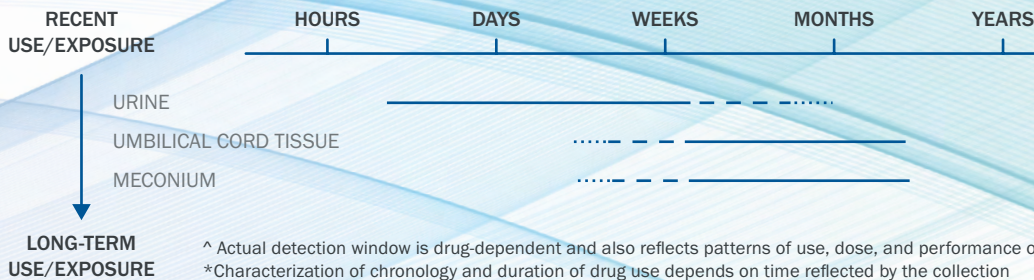 RECENT
USE/EXPOSURE
HOURS
DAYS
WEEKS
MONTHS
YEARS
URINE
UMBILICAL CORD TISSUE
MECONIUM
LONG-TERM
USE/EXPOSURE
^ Actual detection window is drug-dependent and also reflects patterns of use, dose, and performance
*Characterization of chronology and duration of drug use depends on time reflected by the collection